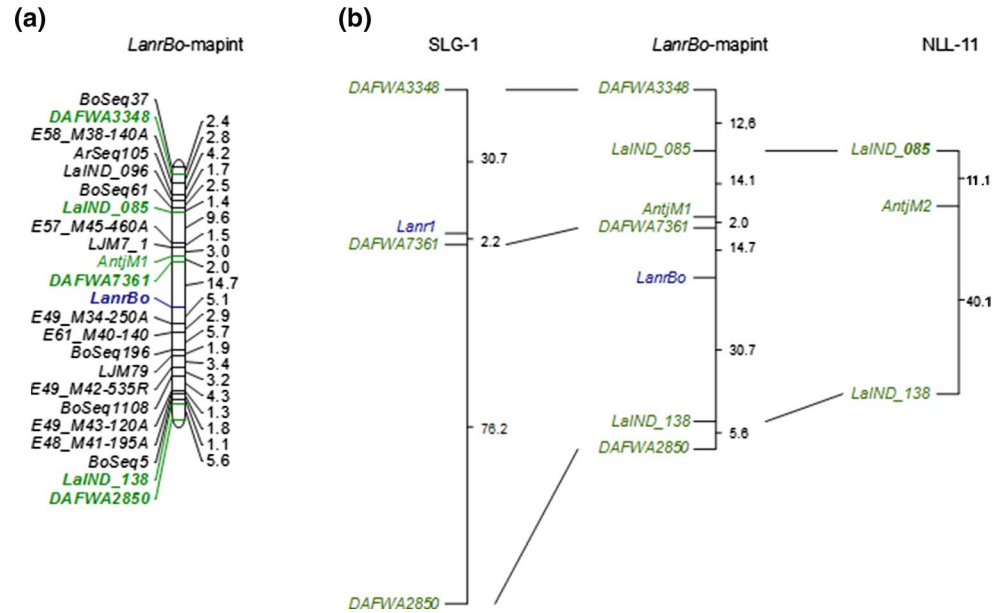 (a)
LanrBo-mapint
BoSeq37
DAFWA3348
E58_M38-140A
ArSeq105
LaIND_096
BoSeq61
LaIND_085
E57_M45-460A
LJM7_1
AntjM1
DAFWA7361
LanrBo
E49_M34-250A
E61_M40-140
BoSeq196
LJM79
E49_M42-535R
BoSeq1108
E49_M43-120A
E48_M41-195A
BoSeq5
LaIND_138
DAFWA2850
2.4
2.8
4.2
1.7
2.5
1.4
9.6
1.5
3.0
2.0
14.7
5.1
2.9
5.7
1.9
3.4
3.2
4.3
1.3
1.8
1.1
5.6
(b)
SLG-1
DAFWA3348
30.7
Lanr1
2.2
DAFWA7361
76.2
DAFWA2850
LanrBo-mapint
DAFWA3348
12.6
LaIND_085
14.1
AntjM1
2.0
DAFWA7361
14.7
LanrBo
30.7
LaIND_138
5.6
DAFWA2850
NLL-11
LaIND_085
11.1
AntjM2
40.1
LaIND_138